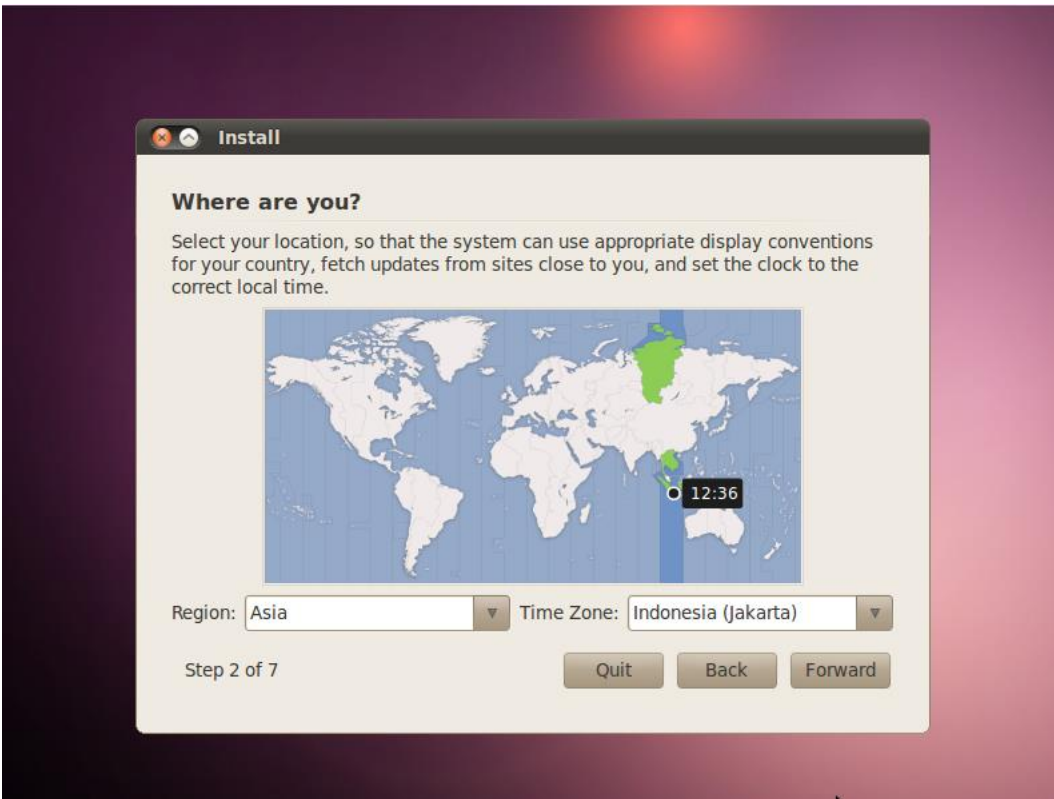 Install
Where are you?
Select your location, so that the system can use appropriate display conventions
for your country, fetch updates from sites close to you, and set the clock to the
correct local time.
12:36
Region: Asia Time Zone: Indonesia (Jakarta)
Step 2 of 7 Quit Back Forward